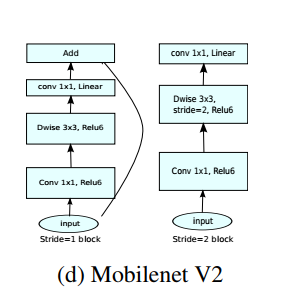 Add
conv 1x1, Linear
Dwise 3x3, Relu6
Conv 1x1, Relu6
input
Stride=1 block
conv 1x1, Linear
Dwise 3x3,
stride=2, Relu6
Conv 1x1, Relu6
input
Stride=2 block
(d) Mobilenet V2